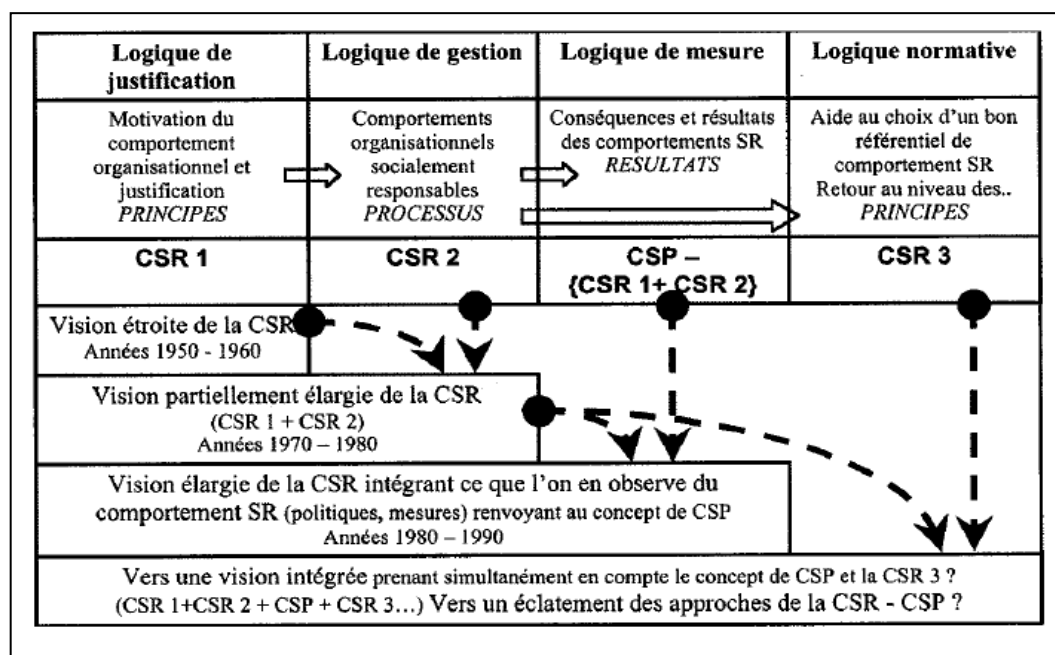 Logique de
justification
Logique de gestion
Logique de mesure
Logique normative
Motivation du
comportement
organisationnel et
justification
PRINCIPES
Comportements
organisationnels
socialement
responsables
PROCESSUS
Conséquences et résultats
des comportements SR
RESULTATS
Aide au choix d'un bon
référentiel de
comportement SR
Retour au niveau des..
PRINCIPES
CSR 1
CSR 2
CSP –
{CSR 1+ CSR 2}
CSR 3
Vision étroite de la CSR
Années 1950 - 1960
Vision partiellement élargie de la CSR
(CSR 1 + CSR 2)
Années 1970 – 1980
Vision élargie de la CSR intégrant ce que l'on en observe du
comportement SR (politiques, mesures) renvoyant au concept de CSP
Années 1980 – 1990
Vers une vision intégrée prenant simultanément en compte le concept de CSP et la CSR 3 ?
(CSR 1+CSR 2 + CSP + CSR 3...) Vers un éclatement des approches de la CSR - CSP ?